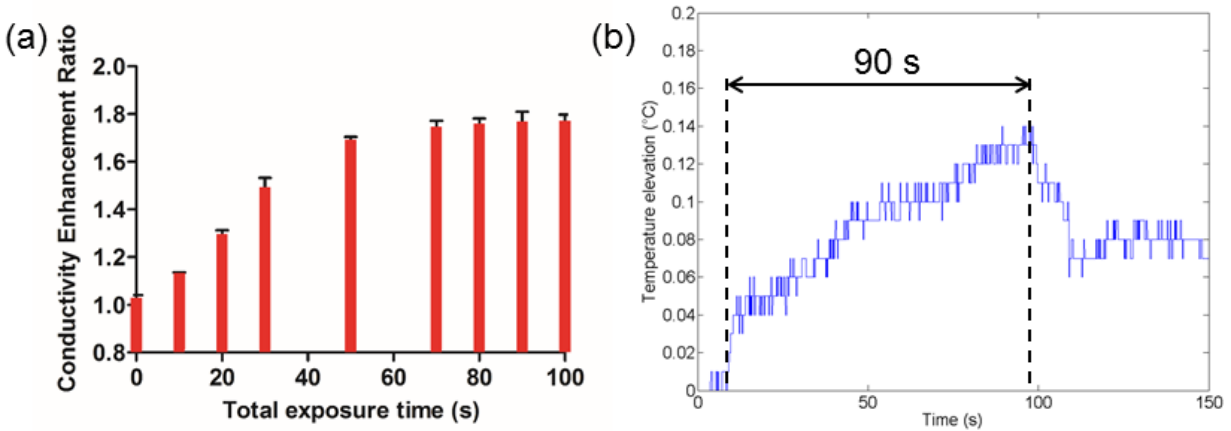 (a)
Conductivity Enhancement Ratio
2.0
1.8
1.6
1.4
1.2
1.0
0.8
0 20 40 60 80 100
Total exposure time (s)
(b)
Temperature elevation (°C)
0.2
0.18
0.16
0.14
0.12
0.1
0.08
0.06
0.04
0.02
0
90 s
0 50 100 150
Time (s)